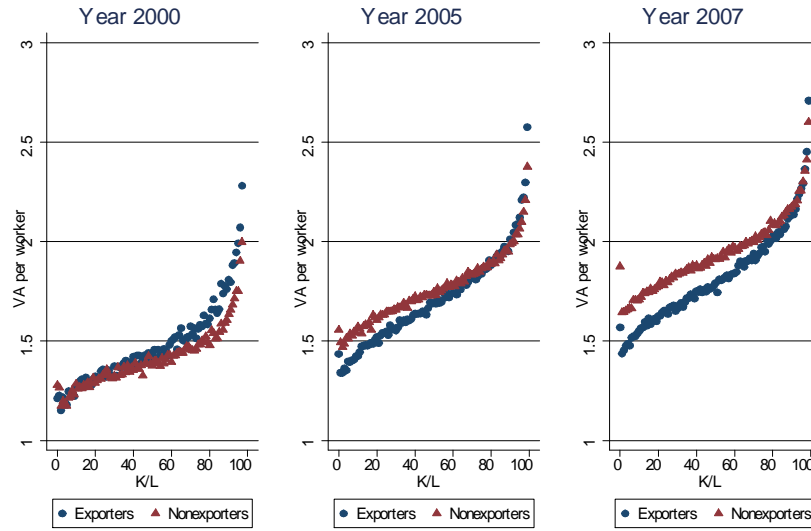 Year 2000
Year 2005
Year 2007
VA per worker
1
1.5
2
2.5
3
0 20 40 60 80 100
K/L
Exporters Nonexporters
VA per worker
1
1.5
2
2.5
3
0 20 40 60 80 100
K/L
Exporters Nonexporters
VA per worker
1
1.5
2
2.5
3
0 20 40 60 80 100
K/L
Exporters Nonexporters